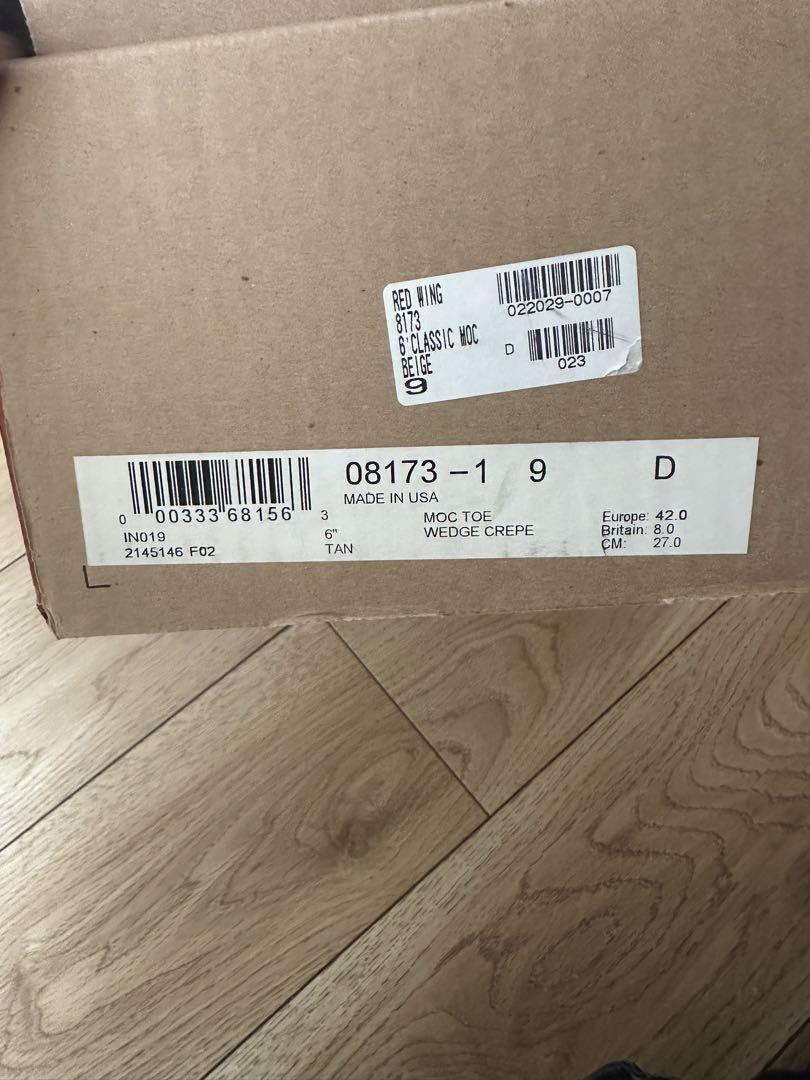 RED WING
8173
6'CLASSIC MOC
BEIGE
9
022029-0007
D
023
08173-1 9 D
MADE IN USA
0 00333 68156 3
IN019
2145146 F02
6"
TAN
MOC TOE
WEDGE CREPE
Europe: 42.0
Britain: 8.0
CM: 27.0